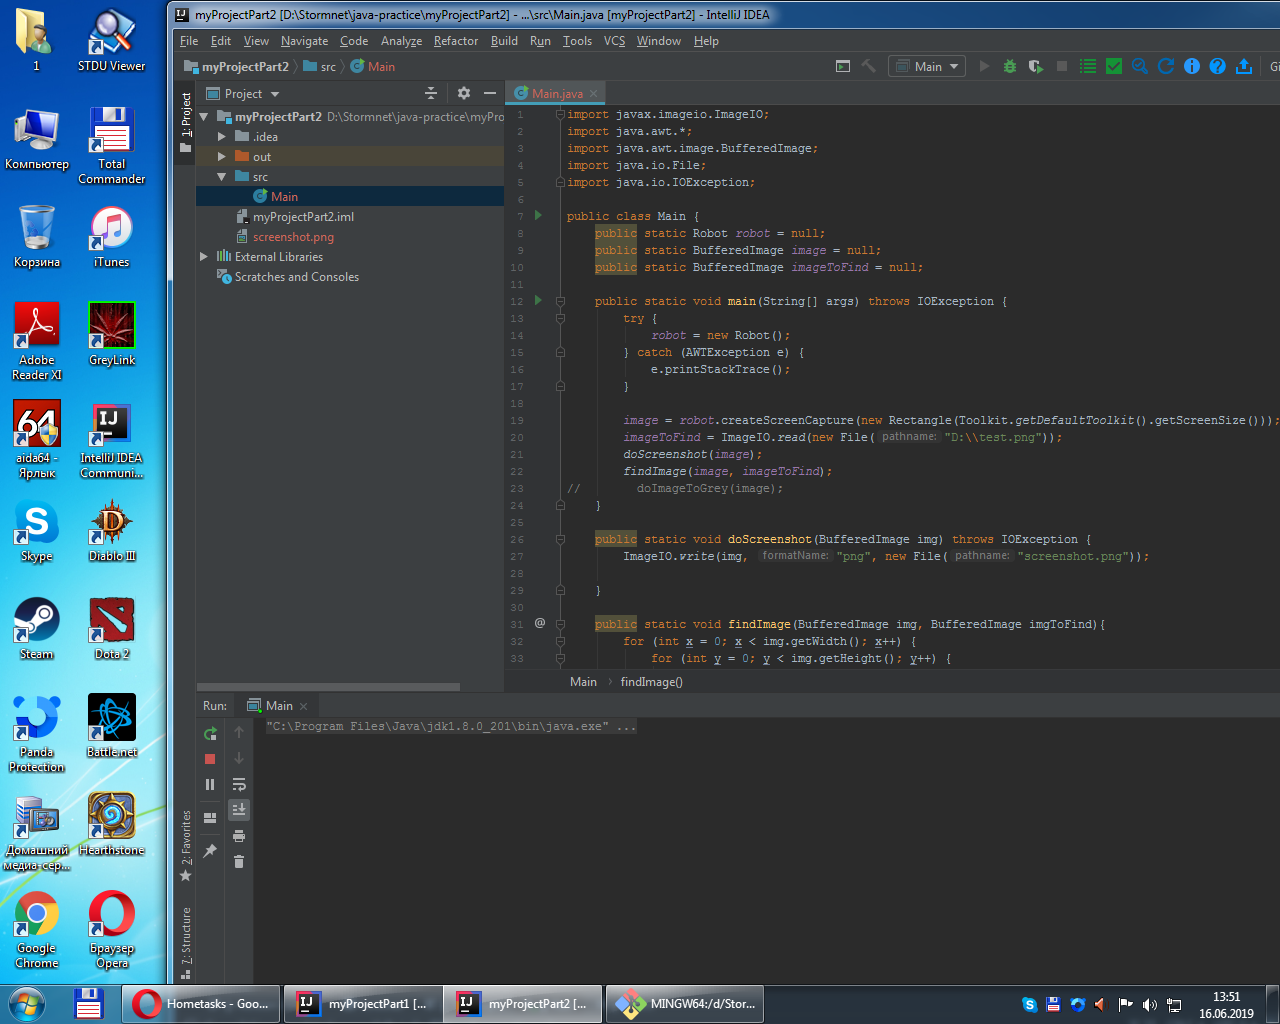 1
STDU Viewer
Компьютер
Total
Commander
Корзина
iTunes
Adobe
Reader XI
GreyLink
aida64 -
Ярлык
IntelliJ IDEA
Communi...
Skype
Diablo III
Steam
Dota 2
Panda
Protection
Battle.net
Домашний
медиа-сер...
Hearthstone
Google
Chrome
Браузер
Opera
myProjectPart2 [D:\Stormnet\java-practice\myProjectPart2] - ...\src\Main.java [myProjectPart2] - IntelliJ IDEA
File Edit View Navigate Code Analyze Refactor Build Run Tools VCS Window Help
myProjectPart2 src Main
Main
Gi
1: Project
Project
myProjectPart2 D:\Stormnet\java-practice\myPro
.idea
out
src
Main
myProjectPart2.iml
screenshot.png
External Libraries
Scratches and Consoles
Main.java
1 import javax.imageio.ImageIO;
2 import java.awt.*;
3 import java.awt.image.BufferedImage;
4 import java.io.File;
5 import java.io.IOException;
6
7 public class Main {
8 public static Robot robot = null;
9 public static BufferedImage image = null;
10 public static BufferedImage imageToFind = null;
11
12 public static void main(String[] args) throws IOException {
13 try {
14 robot = new Robot();
15 } catch (AWTException e) {
16 e.printStackTrace();
17 }
18
19 image = robot.createScreenCapture(new Rectangle(Toolkit.getDefaultToolkit().getScreenSize()));
20 imageToFind = ImageIO.read(new File( pathname: "D:\\test.png"));
21 doScreenshot(image);
22 findImage(image, imageToFind);
23 // doImageToGrey(image);
24 }
25
26 public static void doScreenshot(BufferedImage img) throws IOException {
27 ImageIO.write(img, formatName: "png", new File( pathname: "screenshot.png"));
28
29 }
30
31 @ public static void findImage(BufferedImage img, BufferedImage imgToFind){
32 for (int x = 0; x < img.getWidth(); x++) {
33 for (int y = 0; y < img.getHeight(); y++) {
Main findImage()
Run: Main
"C:\Program Files\Java\jdk1.8.0_201\bin\java.exe" ...
2: Favorites
7: Structure
Hometasks - Goo...
myProjectPart1 [...
myProjectPart2 [...
MINGW64:/d/Stor...
13:51
16.06.2019